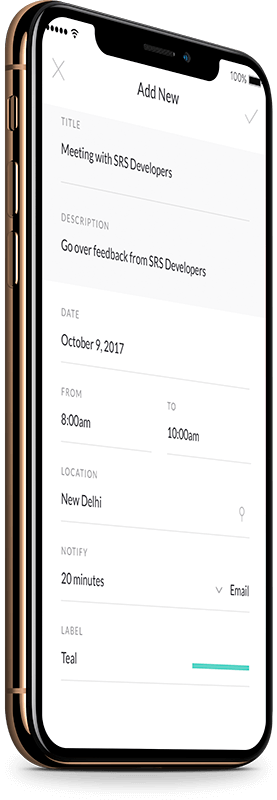 100%
Add New
TITLE
Meeting with SRS Developers
DESCRIPTION
Go over feedback from SRS Developers
DATE
October 9, 2017
FROM
TO
8:00am
10:00am
LOCATION
New Delhi
NOTIFY
20 minutes
Email
LABEL
Teal